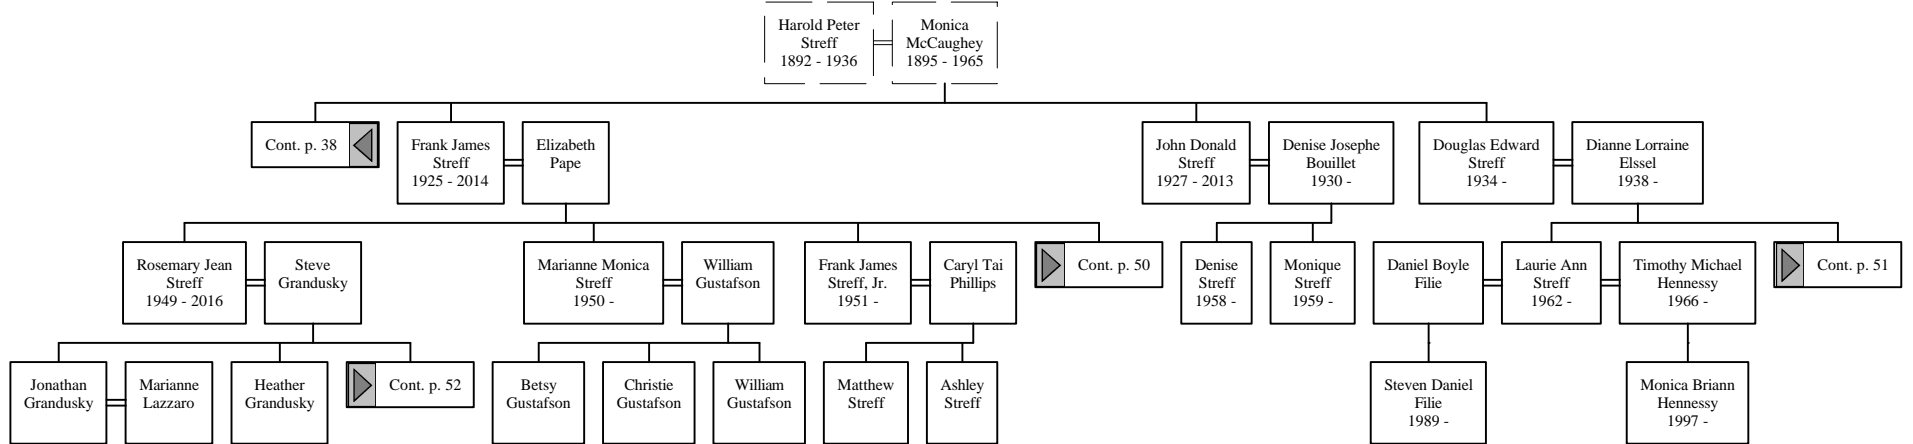 Harold Peter
Streff
1892 - 1936
Monica
McCaughey
1895 - 1965
Cont. p. 38
Frank James
Streff
1925 - 2014
Elizabeth
Pape
John Donald
Streff
1927 - 2013
Denise Josephe
Bouillet
1930 -
Douglas Edward
Streff
1934 -
Dianne Lorraine
Elssel
1938 -
Rosemary Jean
Streff
1949 - 2016
Steve
Grandusky
Marianne Monica
Streff
1950 -
William
Gustafson
Frank James
Streff, Jr.
1951 -
Caryl Tai
Phillips
Cont. p. 50
Denise
Streff
1958 -
Monique
Streff
1959 -
Daniel Boyle
Filie
Laurie Ann
Streff
1962 -
Timothy Michael
Hennessy
1966 -
Cont. p. 51
Jonathan
Grandusky
Marianne
Lazzaro
Heather
Grandusky
Cont. p. 52
Betsy
Gustafson
Christie
Gustafson
William
Gustafson
Matthew
Streff
Ashley
Streff
Steven Daniel
Filie
1989 -
Monica Briann
Hennessy
1997 -